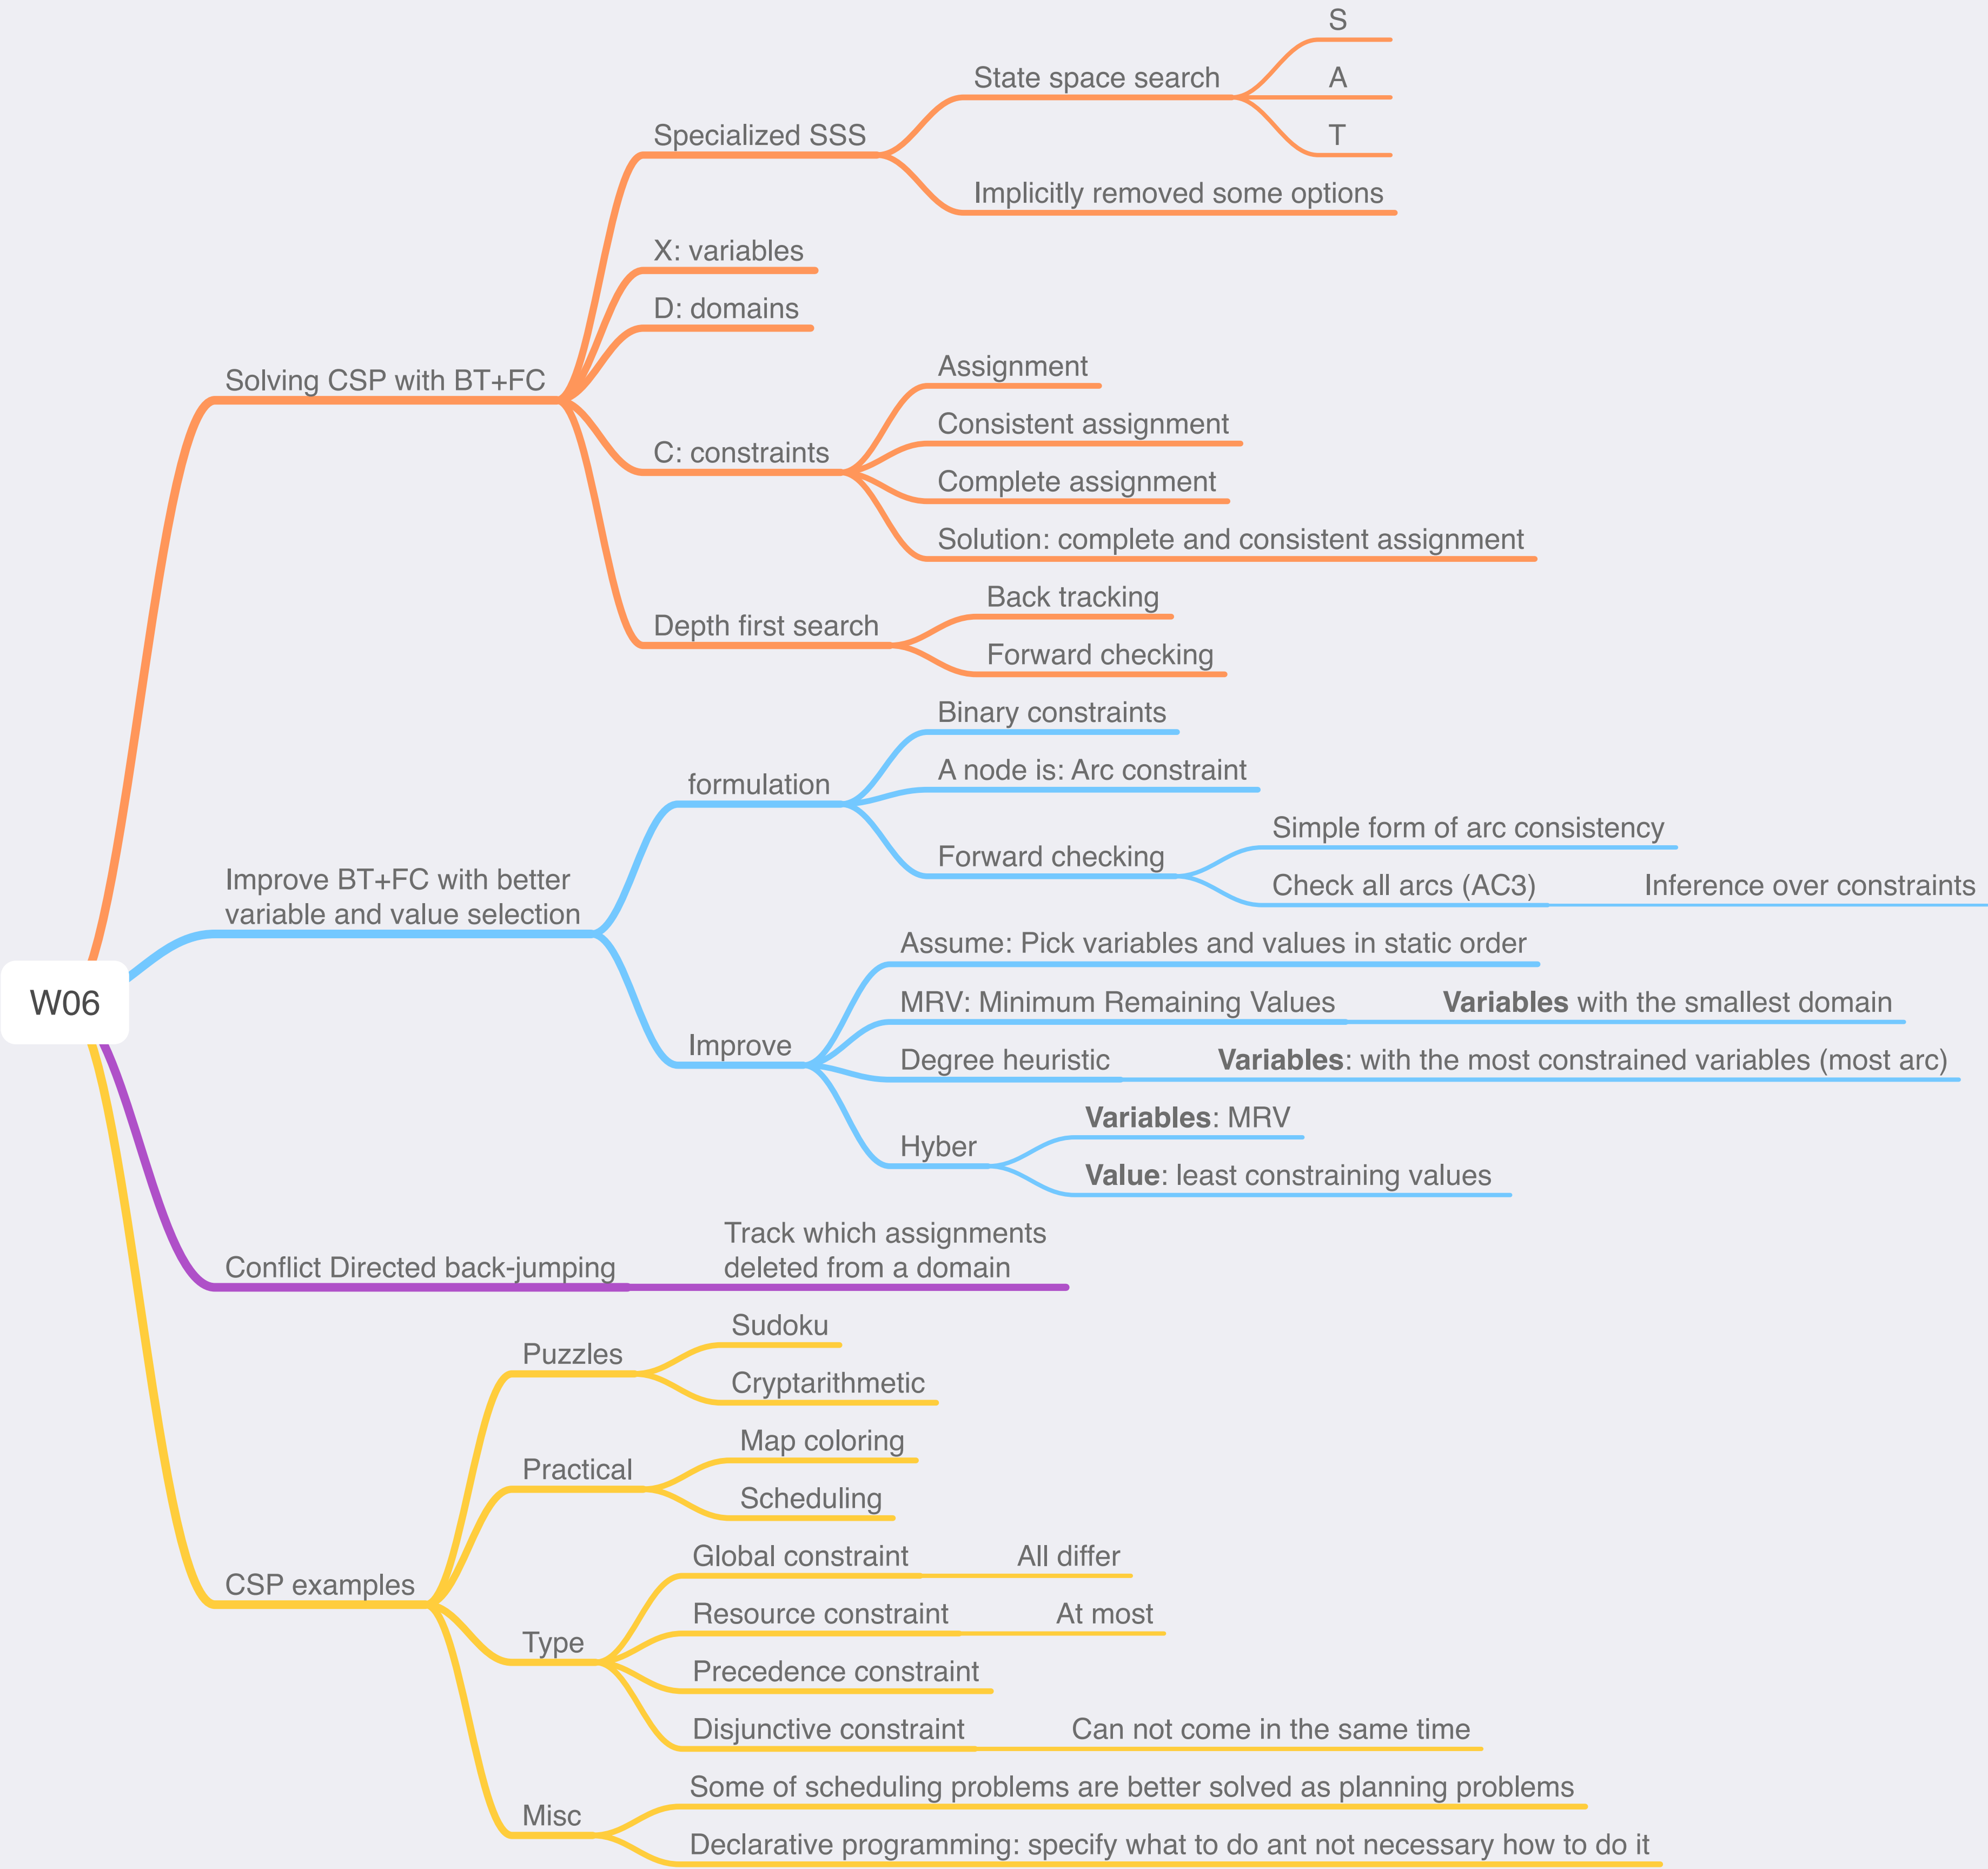 S
State space search
A
Specialized SSS
T
Implicitly removed some options
X: variables
D: domains
Solving CSP with BT+FC
Assignment
Consistent assignment
C: constraints
Complete assignment
Solution: complete and consistent assignment
Depth first search
Back tracking
Forward checking
Improve BT+FC with better
variable and value selection
formulation
Binary constraints
A node is: Arc constraint
Forward checking
Simple form of arc consistency
Check all arcs (AC3)
Inference over constraints
Improve
Assume: Pick variables and values in static order
MRV: Minimum Remaining Values
Variables with the smallest domain
Degree heuristic
Variables: with the most constrained variables (most arc)
Hyber
Variables: MRV
Value: least constraining values
W06
Conflict Directed back-jumping
Track which assignments
deleted from a domain
CSP examples
Puzzles
Sudoku
Cryptarithmetic
Practical
Map coloring
Scheduling
Type
Global constraint
All differ
Resource constraint
At most
Precedence constraint
Disjunctive constraint
Can not come in the same time
Misc
Some of scheduling problems are better solved as planning problems
Declarative programming: specify what to do ant not necessary how to do it